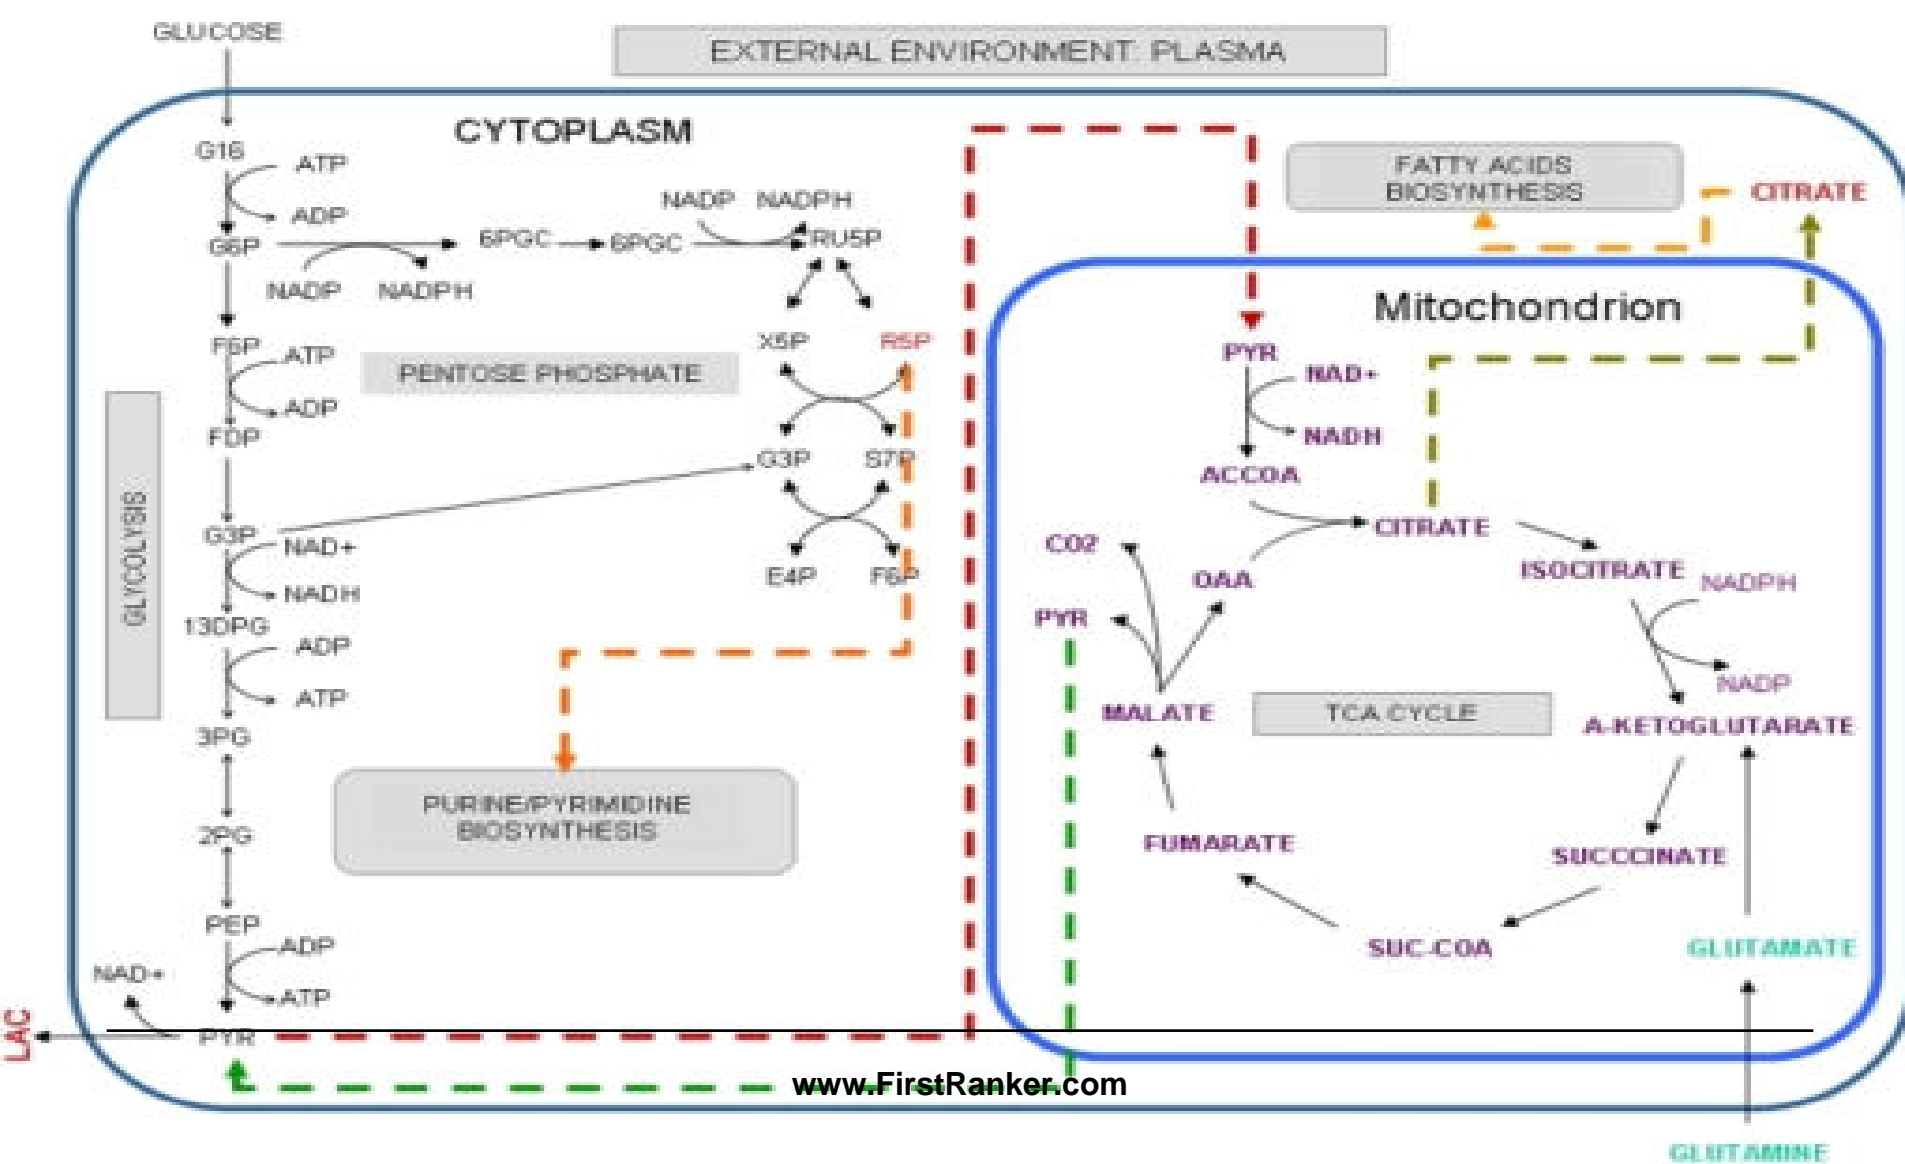 GLUCOSE
EXTERNAL ENVIRONMENT: PLASMA
CYTOPLASM
G16
ATP
ADP
G6P
NADP
NADPH
6PGC
6PGC
NADP
NADPH
RU5P
F6P
ATP
ADP
PENTOSE PHOSPHATE
X5P
R5P
FDP
G3P
S7P
GLYCOLYSIS
G3P
NAD+
NADH
E4P
F6P
13DPG
ADP
ATP
3PG
PURINE/PYRIMIDINE
BIOSYNTHESIS
2PG
PEP
ADP
ATP
NAD+
PYR
LAC
FATTY ACIDS
BIOSYNTHESIS
CITRATE
Mitochondrion
PYR
NAD+
NADH
ACCOA
CITRATE
CO2
OAA
ISOCITRATE
NADPH
PYR
NADP
MALATE
TCA CYCLE
A-KETOGLUTARATE
FUMARATE
SUCCCINATE
SUC-COA
GLUTAMATE
www.FirstRanker.com
GLUTAMINE